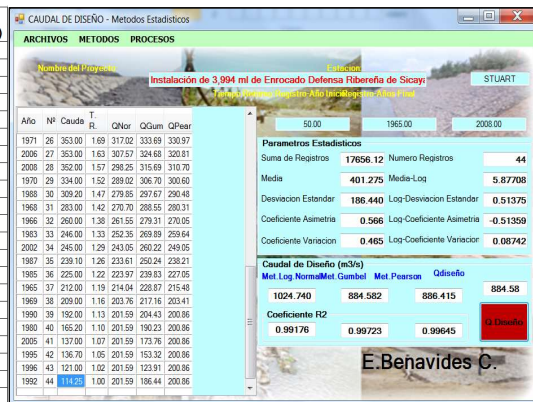 CAUDAL DE DISEÑO - Metodos Estadisticos
ARCHIVOS METODOS PROCESOS
Nombre del Proyecto: Estacion:
Instalación de 3,994 ml de Enrocado Defensa Ribereña de Sicaya STUART
50.00 1965.00 2008.00
Año Nº Cauda T. R. QNor QGum QPear
1971 26 353.00 1.69 317.02 333.69 330.97
2006 27 353.00 1.63 307.57 324.68 320.81
2008 28 352.00 1.57 298.25 315.69 310.70
1970 29 334.00 1.52 289.02 306.70 300.60
1988 30 309.20 1.47 279.85 297.67 290.48
1968 31 283.00 1.42 270.70 288.55 280.31
1966 32 260.00 1.38 261.55 279.31 270.05
1983 33 246.00 1.33 252.35 269.89 259.64
2002 34 245.00 1.29 243.05 260.22 249.05
1987 35 239.10 1.26 233.61 250.24 238.21
1985 36 225.00 1.22 223.97 239.83 227.05
1965 37 212.00 1.19 214.04 228.87 215.48
1969 38 209.00 1.16 203.76 217.16 203.41
1990 39 192.00 1.13 201.59 204.43 200.86
1980 40 165.20 1.10 201.59 190.23 200.86
2005 41 137.00 1.07 201.59 173.76 200.86
1995 42 136.70 1.05 201.59 153.32 200.86
1996 43 121.00 1.02 201.59 123.91 200.86
1992 44 114.25 1.00 201.59 186.44 200.86
Parametros Estadisticos
Suma de Registros 17656.12 Numero Registros 44
Media 401.275 Media-Log 5.87708
Desviacion Estandar 186.440 Log-Desviacion Estandar 0.51375
Coeficiente Asimetria 0.566 Log-Coeficiente Asimetria -0.51359
Coeficiente Variacion 0.465 Log-Coeficiente Variacion 0.08742
Caudal de Diseño (m3/s)
Met.Log.Normal Met.Gumbel Met.Pearson Qdiseño
1024.740 884.582 886.415 884.58
Coeficiente R2
0.99176 0.99723 0.99645 Q Diseño
E.Benavides C.